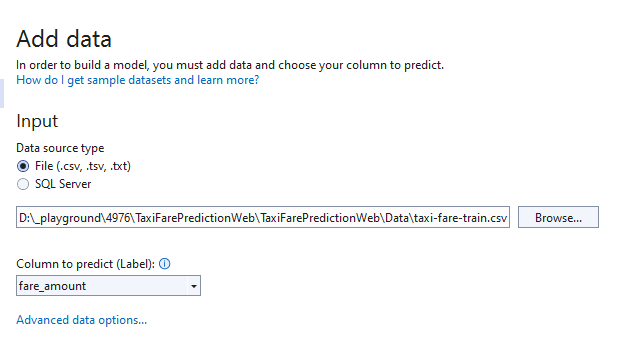 Add data
In order to build a model, you must add data and choose your column to predict.
How do I get sample datasets and learn more?
Input
Data source type
File (.csv, .tsv, .txt)
SQL Server
D:\_playground\4976\TaxiFarePredictionWeb\TaxiFarePredictionWeb\Data\taxi-fare-train.csv
Browse...
Column to predict (Label):
fare_amount
Advanced data options...